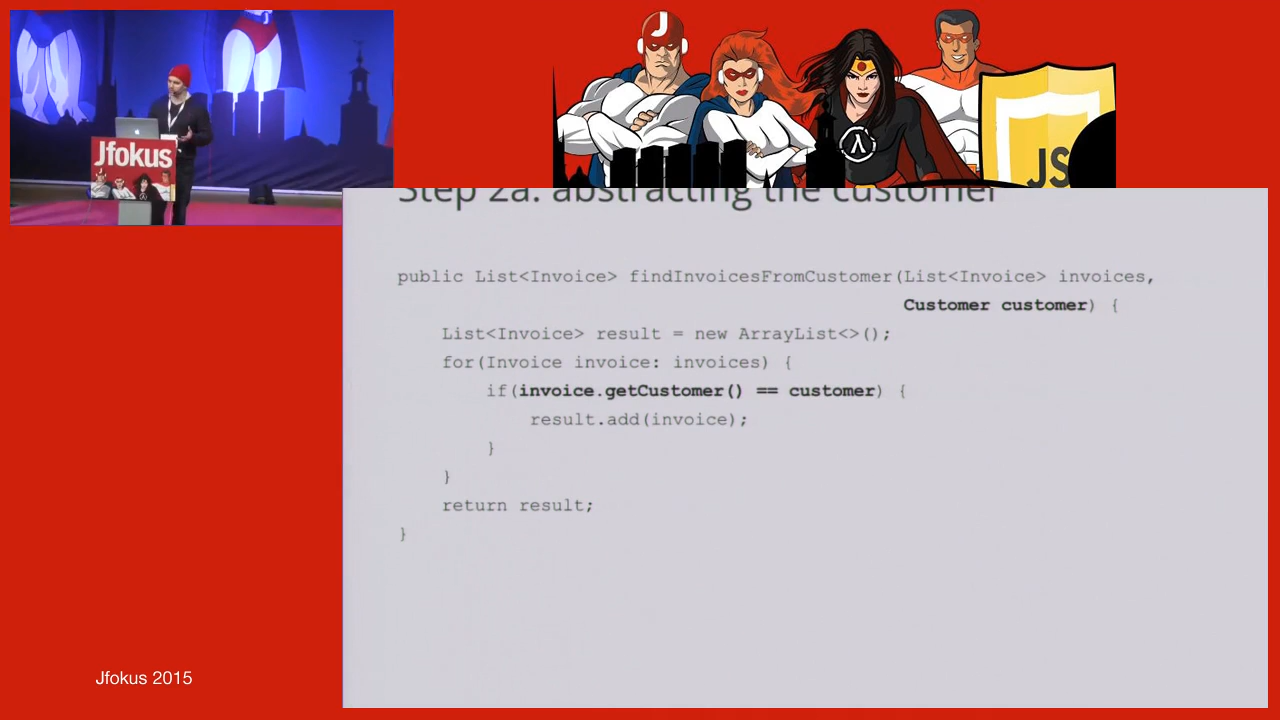 J
Jfokus
λ
JS
Step 2a: abstracting the customer
public List<Invoice> findInvoicesFromCustomer(List<Invoice> invoices,
Customer customer) {
List<Invoice> result = new ArrayList<>();
for(Invoice invoice: invoices) {
if(invoice.getCustomer() == customer) {
result.add(invoice);
}
}
return result;
}
Jfokus 2015